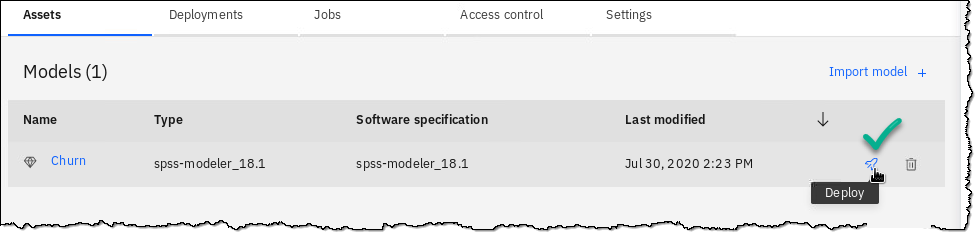 Assets Deployments Jobs Access control Settings
Models (1) Import model +
Name Type Software specification Last modified
Churn spss-modeler_18.1 spss-modeler_18.1 Jul 30, 2020 2:23 PM
Deploy